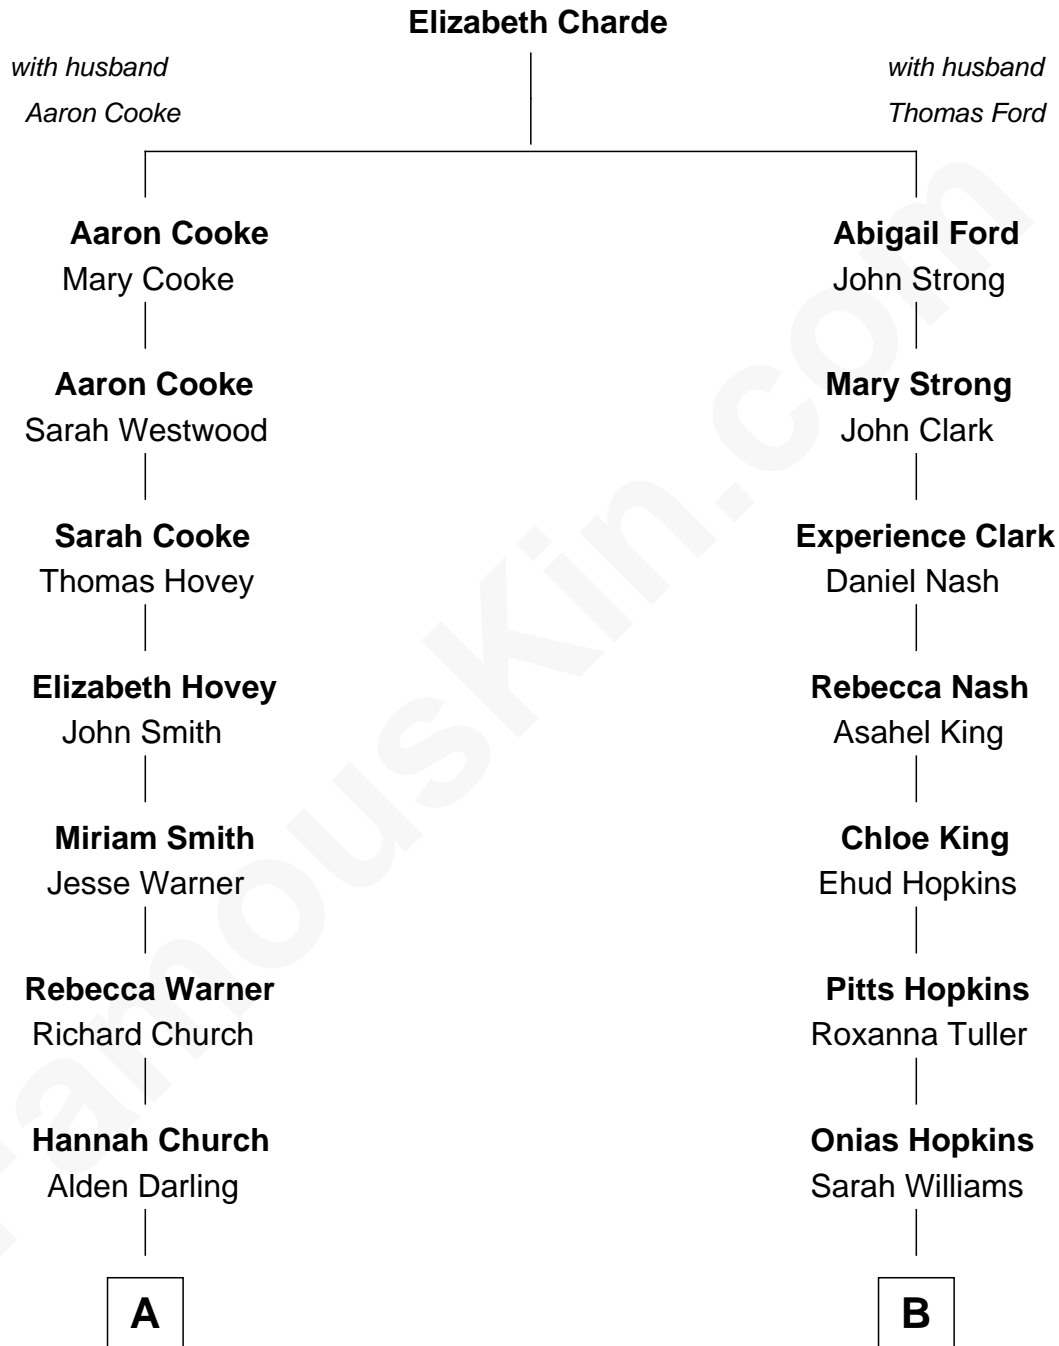 Elizabeth Charde
with husband
Aaron Cooke
with husband
Thomas Ford
Aaron Cooke
Mary Cooke
Aaron Cooke
Sarah Westwood
Sarah Cooke
Thomas Hovey
Elizabeth Hovey
John Smith
Miriam Smith
Jesse Warner
Rebecca Warner
Richard Church
Hannah Church
Alden Darling
A
Abigail Ford
John Strong
Mary Strong
John Clark
Experience Clark
Daniel Nash
Rebecca Nash
Asahel King
Chloe King
Ehud Hopkins
Pitts Hopkins
Roxanna Tuller
Onias Hopkins
Sarah Williams
B
FamousKin.com